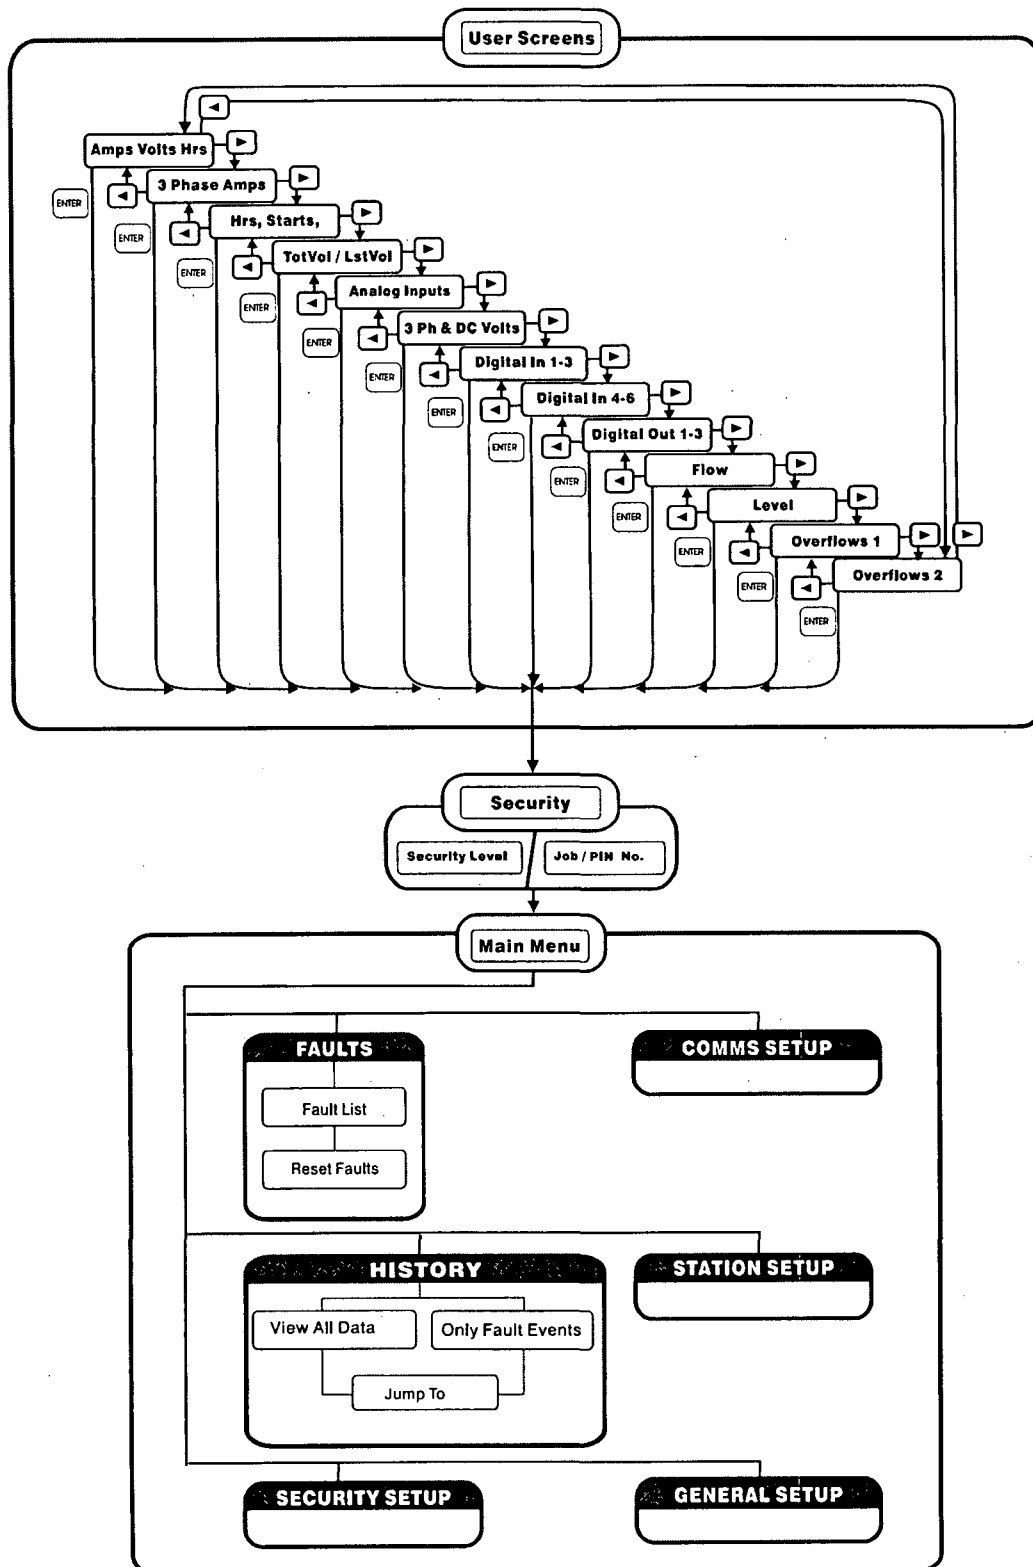 User Screens
Amps Volts Hrs
3 Phase Amps
ENTER
Hrs, Starts,
ENTER
TotVol / LstVol
ENTER
Analog Inputs
ENTER
3 Ph & DC Volts
ENTER
Digital In 1-3
ENTER
Digital In 4-6
ENTER
Digital Out 1-3
ENTER
Flow
ENTER
Level
ENTER
Overflows 1
ENTER
Overflows 2
ENTER
ENTER
Security
Security Level
Job / PIN No.
Main Menu
FAULTS
COMMS SETUP
Fault List
Reset Faults
HISTORY
STATION SETUP
View All Data
Only Fault Events
Jump To
SECURITY SETUP
GENERAL SETUP